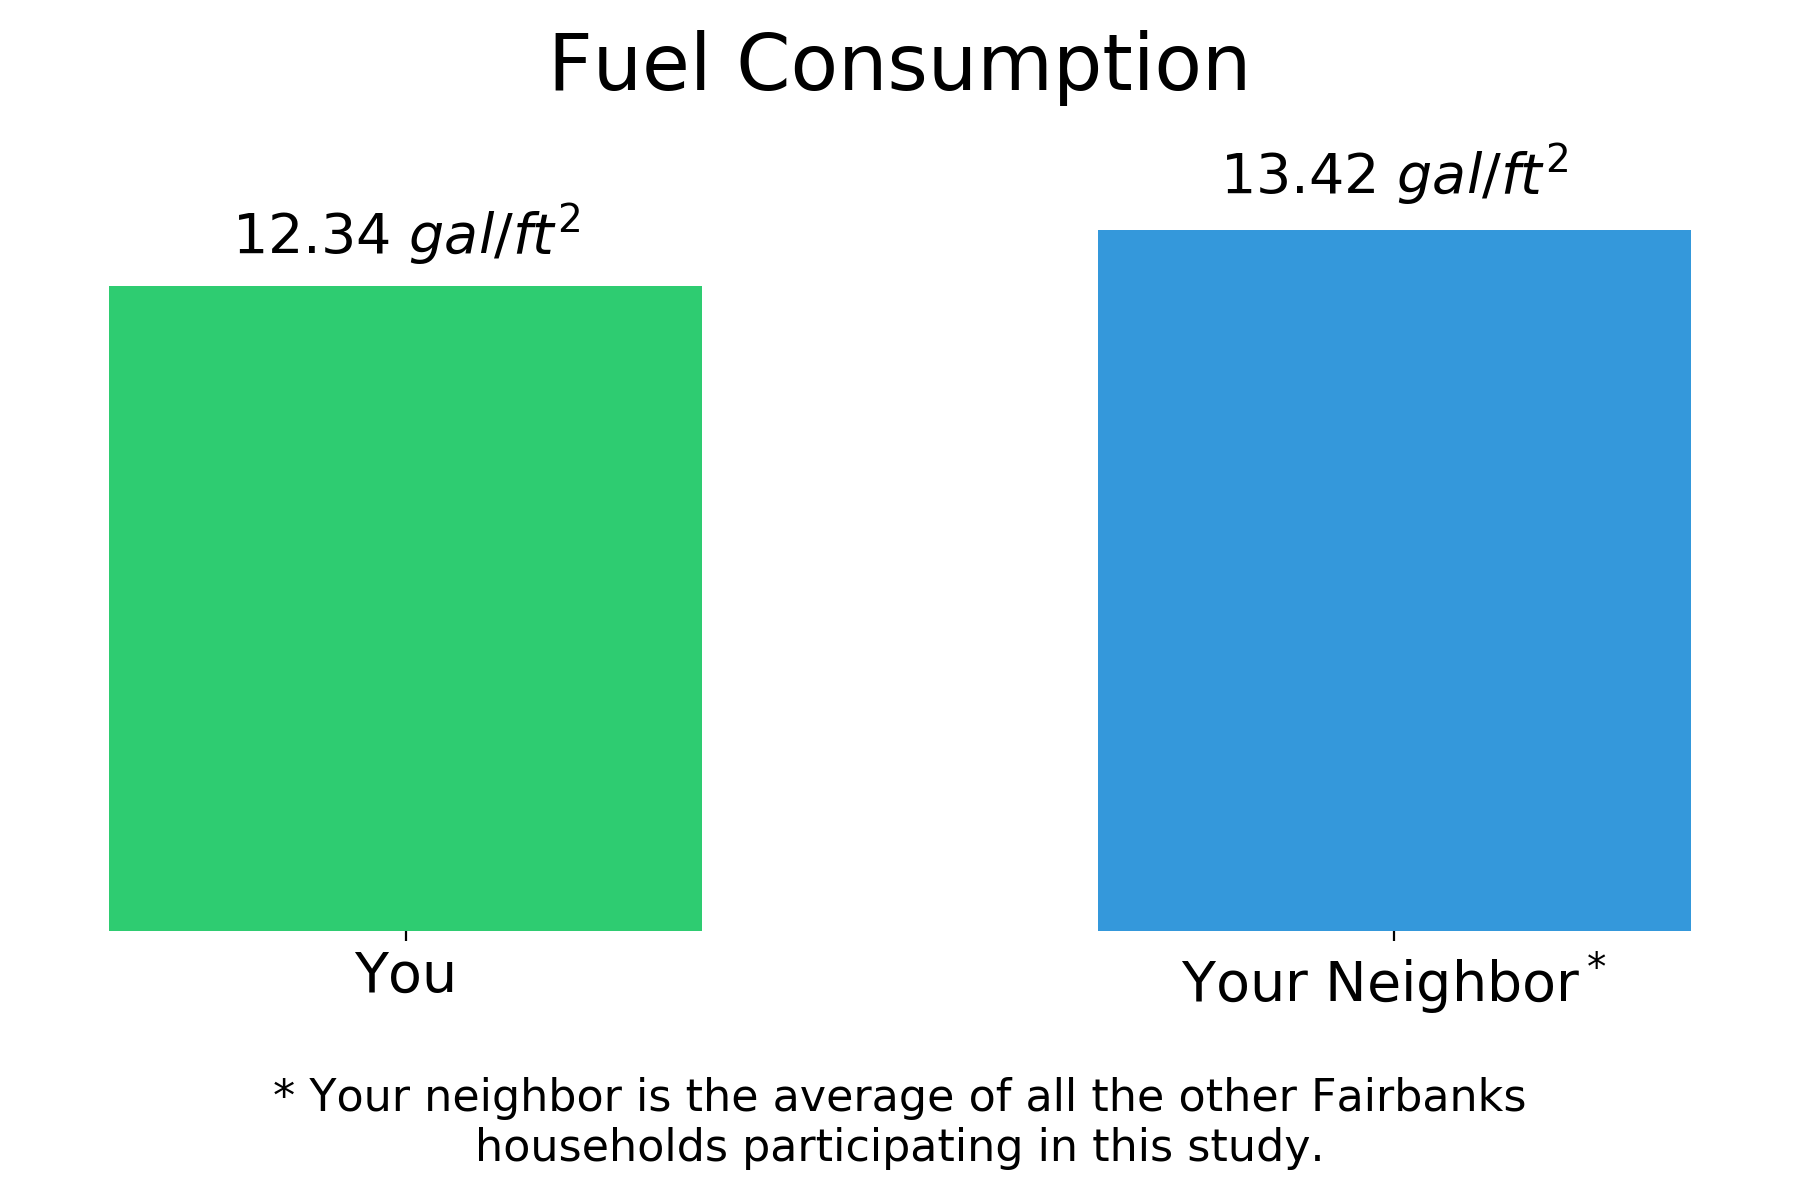 Fuel Consumption
12.34 gal/ft²
13.42 gal/ft²
You
Your Neighbor*
* Your neighbor is the average of all the other Fairbanks
households participating in this study.